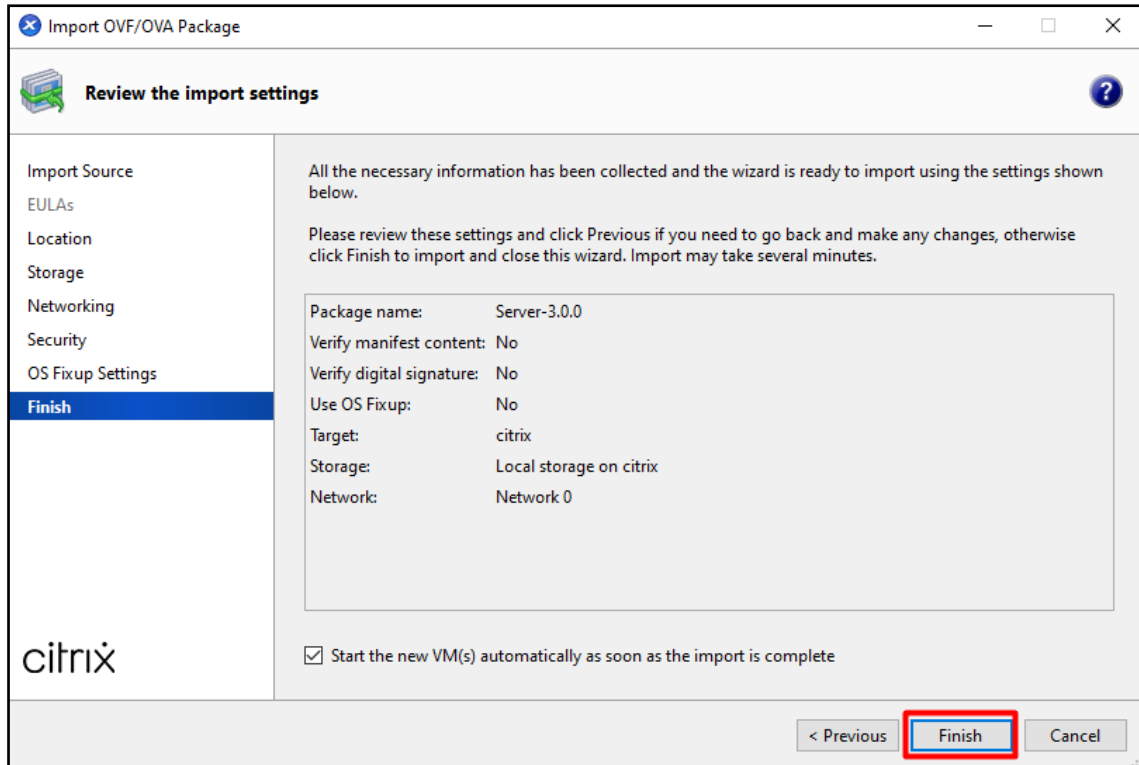 Import OVF/OVA Package
Review the import settings
?
Import Source
EULAs
Location
Storage
Networking
Security
OS Fixup Settings
Finish
citrix
All the necessary information has been collected and the wizard is ready to import using the settings shown
below.
Please review these settings and click Previous if you need to go back and make any changes, otherwise
click Finish to import and close this wizard. Import may take several minutes.
Package name: Server-3.0.0
Verify manifest content: No
Verify digital signature: No
Use OS Fixup: No
Target: citrix
Storage: Local storage on citrix
Network: Network 0
Start the new VM(s) automatically as soon as the import is complete
< Previous Finish Cancel